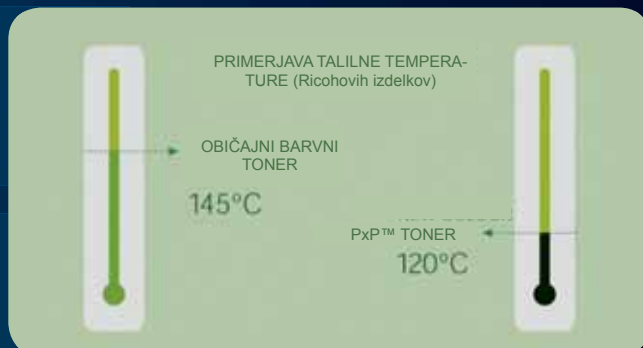 PRIMERJAVA TALILNE TEMPERA-
TURE (Ricohovih izdelkov)
OBIČAJNI BARVNI
TONER
145°C
PxP™ TONER
120°C